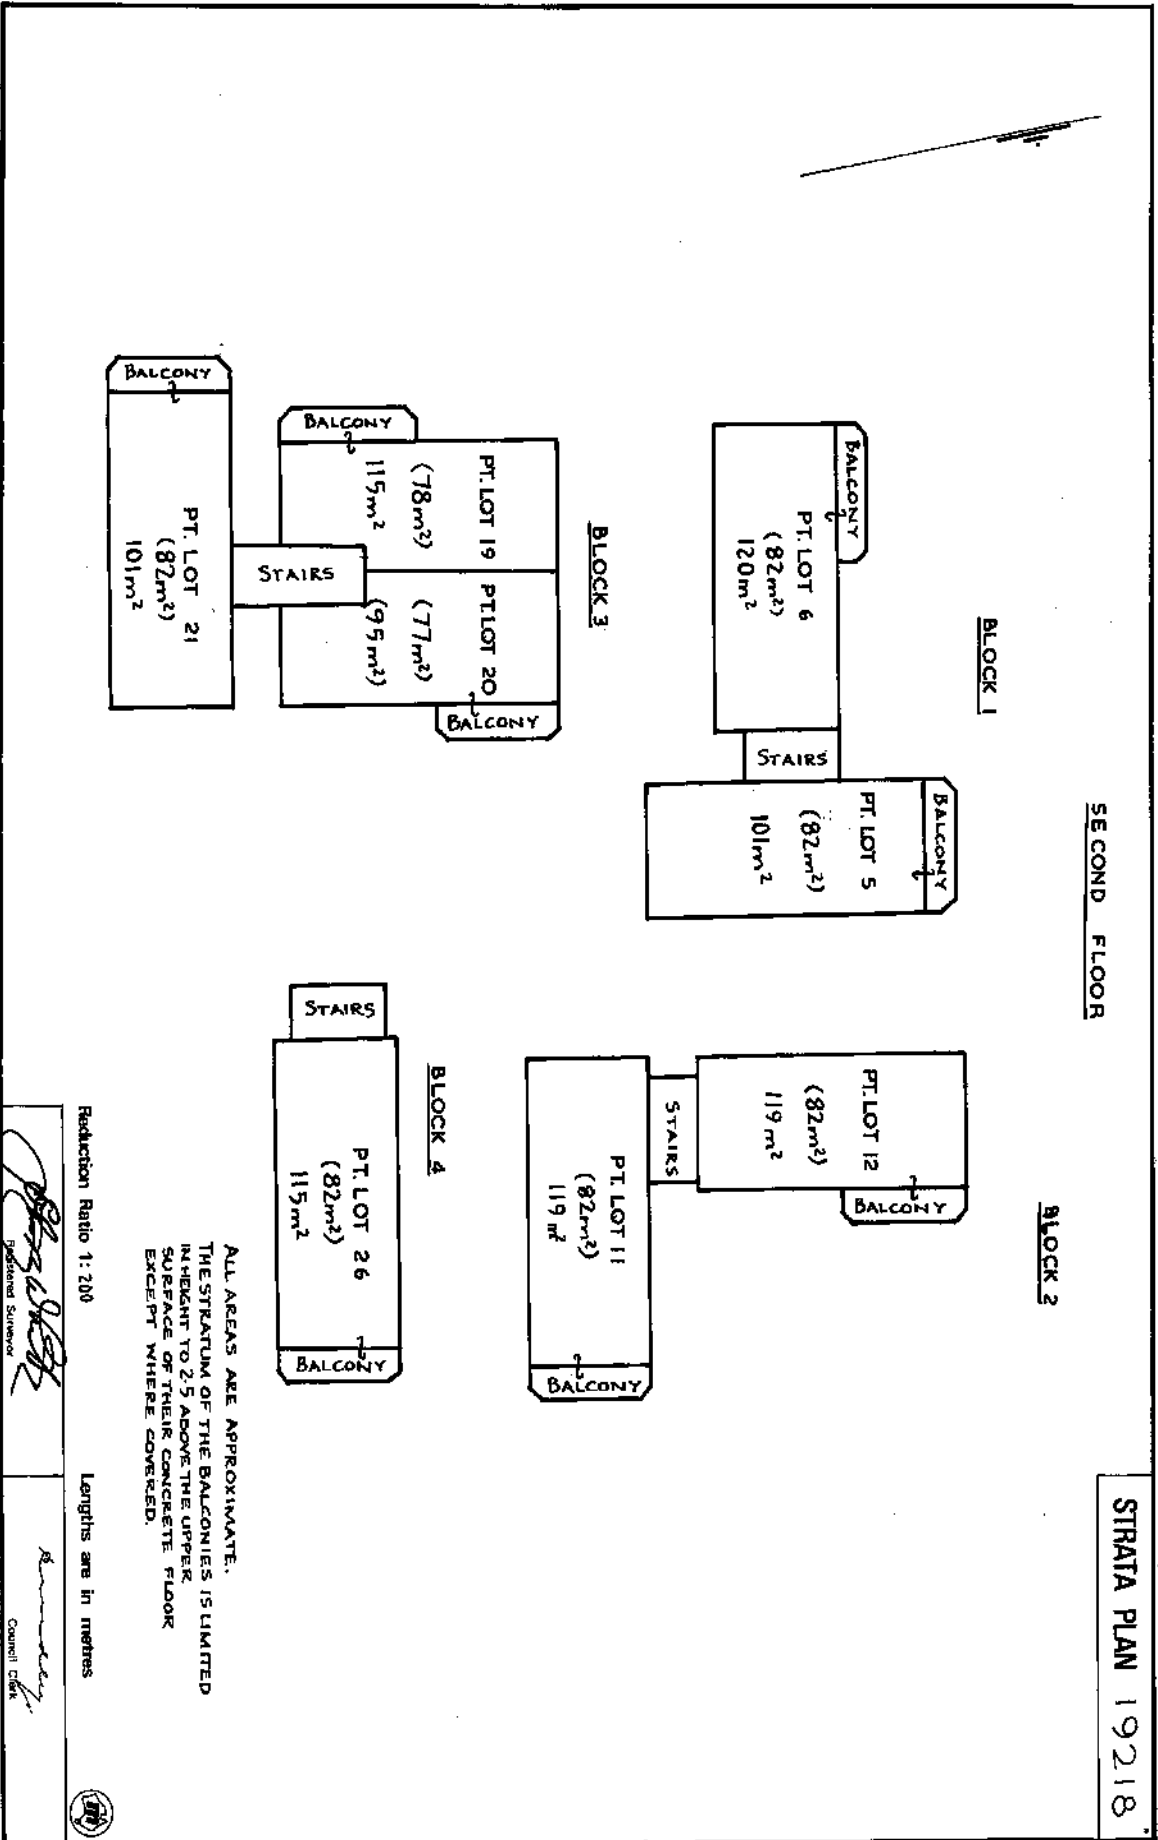 STRATA PLAN 19218
SECOND FLOOR
BLOCK 1
BALCONY
PT. LOT 6
(82m²)
120m²
STAIRS
BALCONY
PT. LOT 5
(82m²)
101m²
BLOCK 2
PT. LOT 12
(82m²)
119m²
BALCONY
STAIRS
PT. LOT 11
(82m²)
119m²
BALCONY
BLOCK 3
BALCONY
PT. LOT 19
(78m²)
115m²
PT. LOT 20
(77m²)
(95m²)
BALCONY
STAIRS
BALCONY
PT. LOT 21
(82m²)
101m²
BLOCK 4
STAIRS
PT. LOT 26
(82m²)
115m²
BALCONY
ALL AREAS ARE APPROXIMATE.
THE STRATUM OF THE BALCONIES IS LIMITED
IN HEIGHT TO 2.5 ABOVE THE UPPER
SURFACE OF THEIR CONCRETE FLOOR
EXCEPT WHERE COVERED.
Reduction Ratio 1: 200
Lengths are in metres
Registered Surveyor
Council Clerk